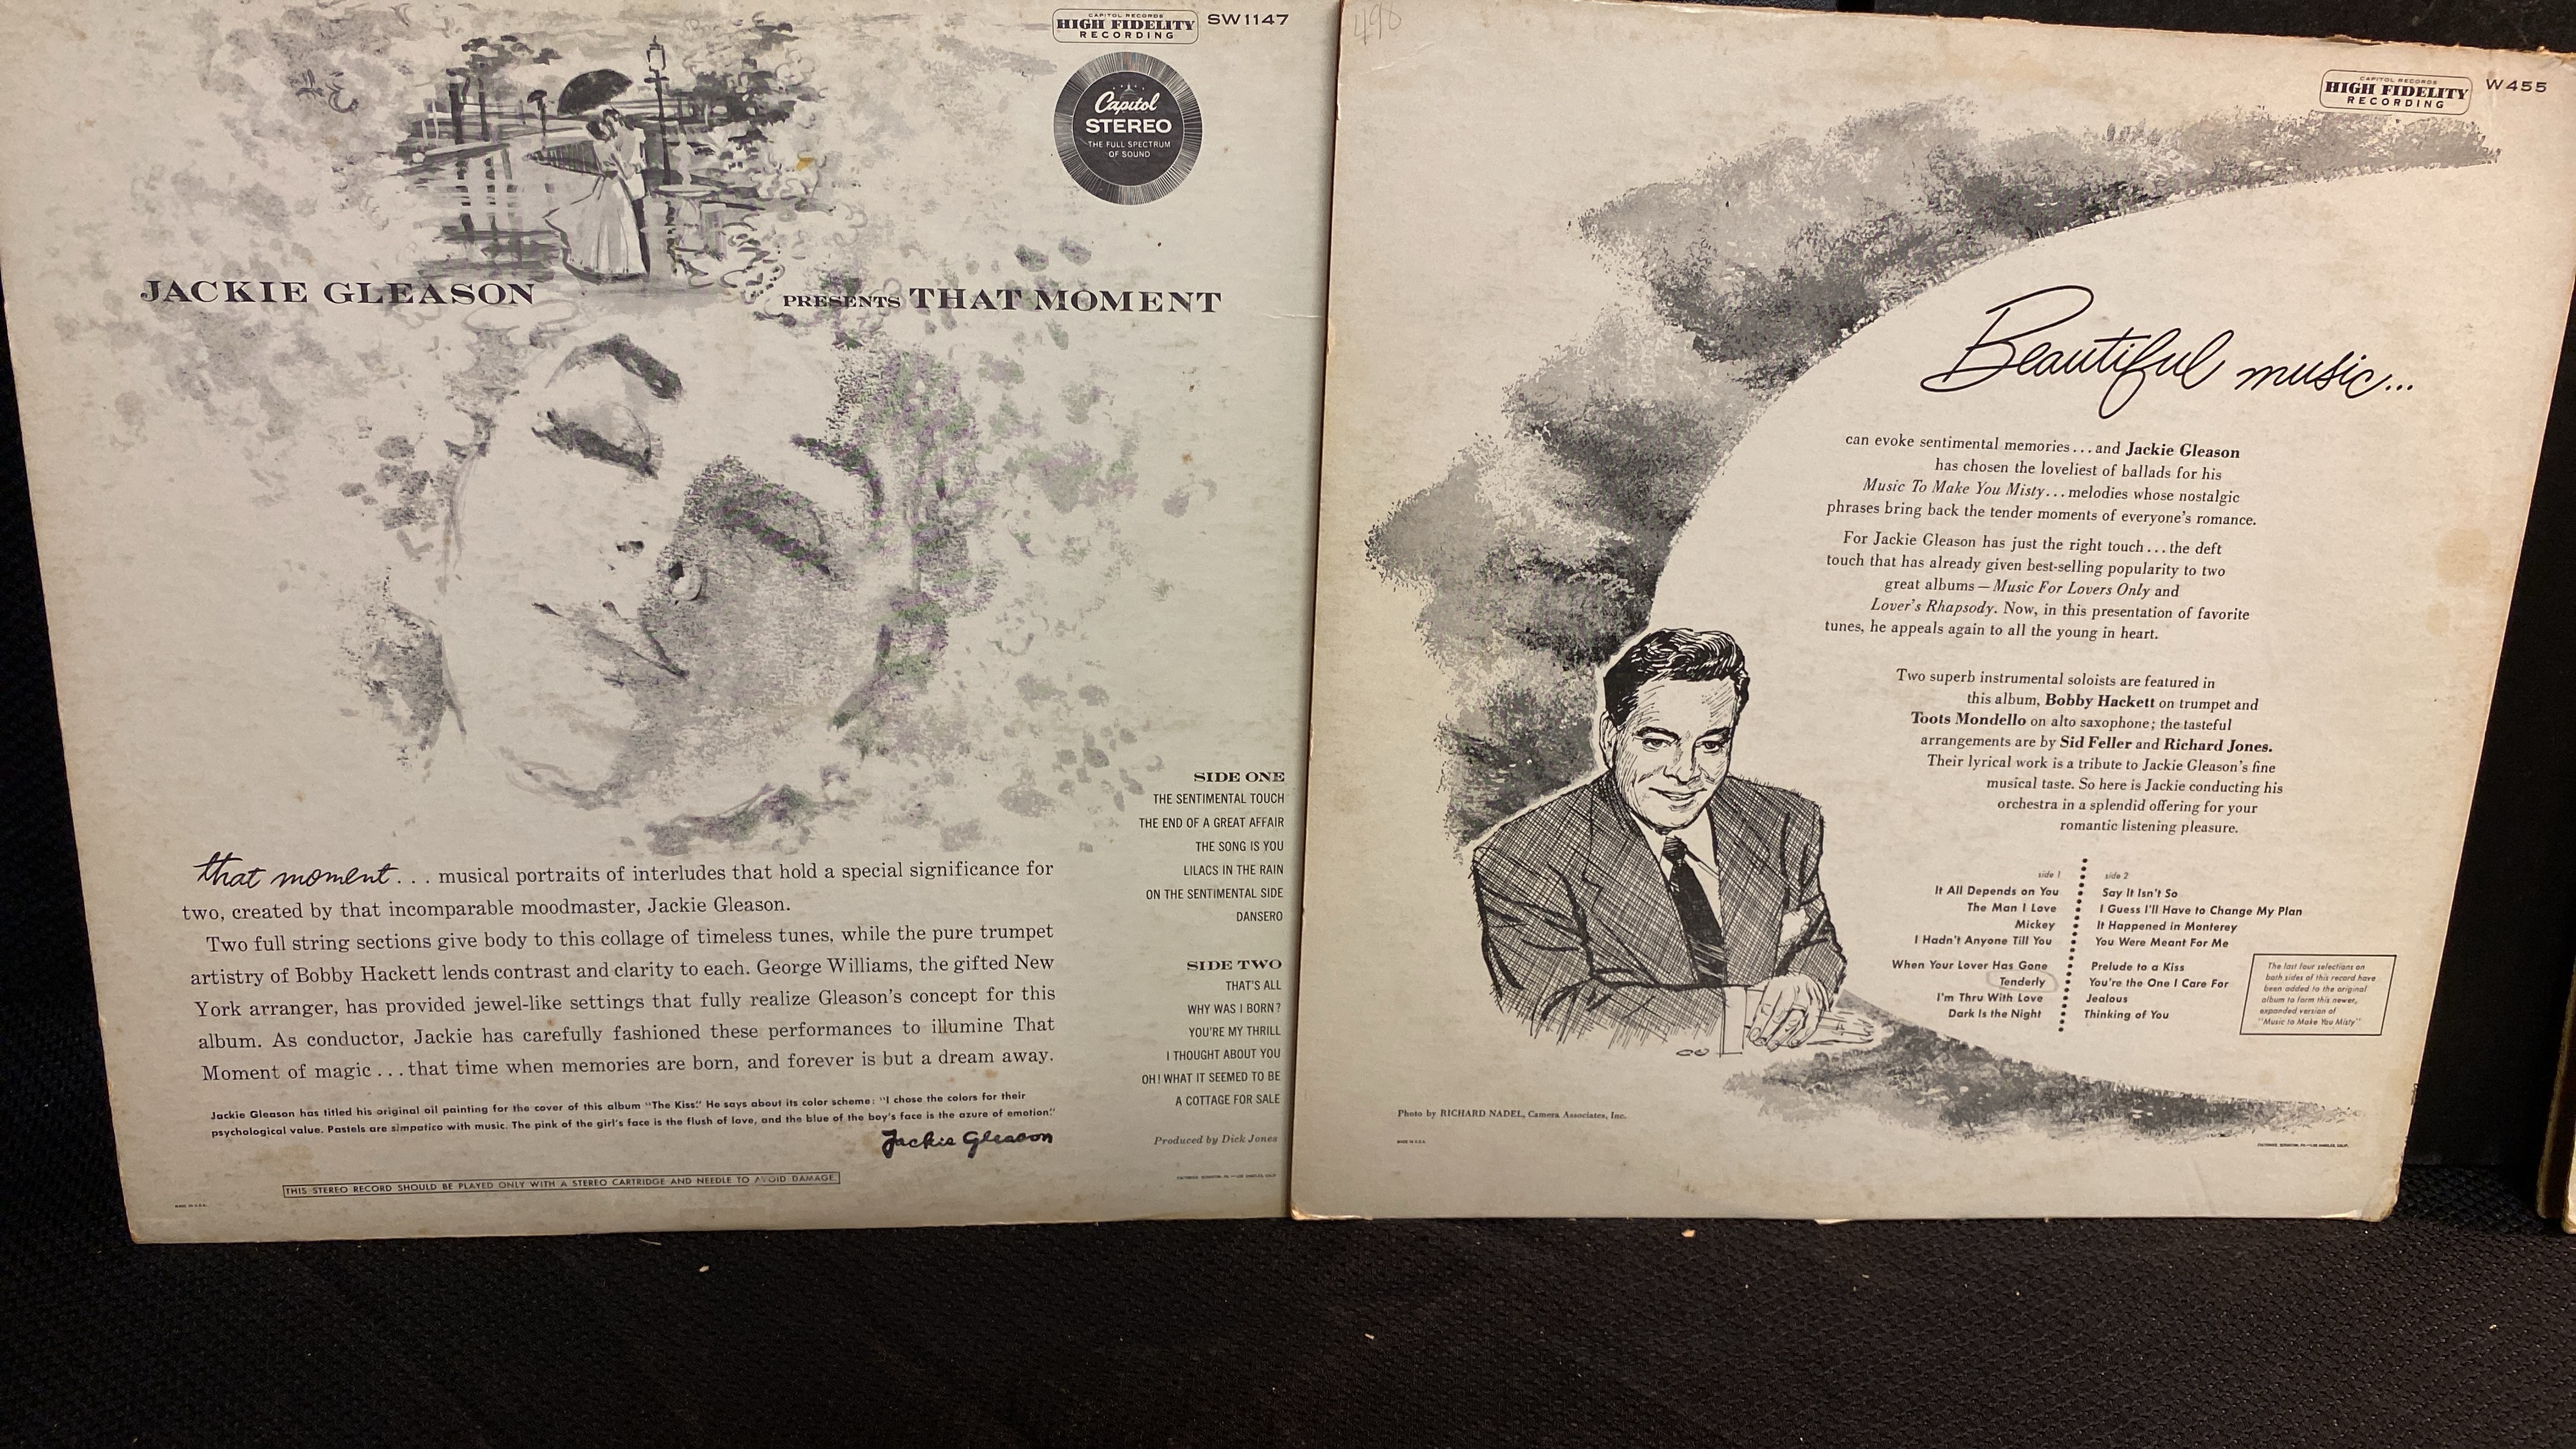 CAPITOL RECORDS
HIGH FIDELITY
RECORDING
SW1147
Capitol
STEREO
THE FULL SPECTRUM
OF SOUND
JACKIE GLEASON PRESENTS THAT MOMENT
SIDE ONE
THE SENTIMENTAL TOUCH
THE END OF A GREAT AFFAIR
THE SONG IS YOU
LILACS IN THE RAIN
ON THE SENTIMENTAL SIDE
DANSERO
SIDE TWO
THAT'S ALL
WHY WAS I BORN?
YOU'RE MY THRILL
I THOUGHT ABOUT YOU
OH! WHAT IT SEEMED TO BE
A COTTAGE FOR SALE
Produced by Dick Jones
that moment... musical portraits of interludes that hold a special significance for
two, created by that incomparable moodmaster, Jackie Gleason.
Two full string sections give body to this collage of timeless tunes, while the pure trumpet
artistry of Bobby Hackett lends contrast and clarity to each. George Williams, the gifted New
York arranger, has provided jewel-like settings that fully realize Gleason's concept for this
album. As conductor, Jackie has carefully fashioned these performances to illumine That
Moment of magic...that time when memories are born, and forever is but a dream away.
Jackie Gleason has titled his original oil painting for the cover of this album "The Kiss." He says about its color scheme: "I chose the colors for their
psychological value. Pastels are simpatico with music. The pink of the girl's face is the flush of love, and the blue of the boy's face is the azure of emotion."
Jackie Gleason
THIS STEREO RECORD SHOULD BE PLAYED ONLY WITH A STEREO CARTRIDGE AND NEEDLE TO AVOID DAMAGE.
MADE IN U.S.A.
FACTORIES: SCRANTON, PA.—LOS ANGELES, CALIF.
498
CAPITOL RECORDS
HIGH FIDELITY
RECORDING
W455
Beautiful music...
can evoke sentimental memories...and Jackie Gleason
has chosen the loveliest of ballads for his
Music To Make You Misty...melodies whose nostalgic
phrases bring back the tender moments of everyone's romance.
For Jackie Gleason has just the right touch...the deft
touch that has already given best-selling popularity to two
great albums—Music For Lovers Only and
Lover's Rhapsody. Now, in this presentation of favorite
tunes, he appeals again to all the young in heart.
Two superb instrumental soloists are featured in
this album, Bobby Hackett on trumpet and
Toots Mondello on alto saxophone; the tasteful
arrangements are by Sid Feller and Richard Jones.
Their lyrical work is a tribute to Jackie Gleason's fine
musical taste. So here is Jackie conducting his
orchestra in a splendid offering for your
romantic listening pleasure.
side 1
It All Depends on You
The Man I Love
Mickey
I Hadn't Anyone Till You
When Your Lover Has Gone
Tenderly
I'm Thru With Love
Dark Is the Night
side 2
Say It Isn't So
I Guess I'll Have to Change My Plan
It Happened in Monterey
You Were Meant For Me
Prelude to a Kiss
You're the One I Care For
Jealous
Thinking of You
The last four selections on
both sides of this record have
been added to the original
album to form this newer,
expanded version of
"Music to Make You Misty"
Photo by RICHARD NADEL, Camera Associates, Inc.
MADE IN U.S.A.
FACTORIES: SCRANTON, PA.—LOS ANGELES, CALIF.